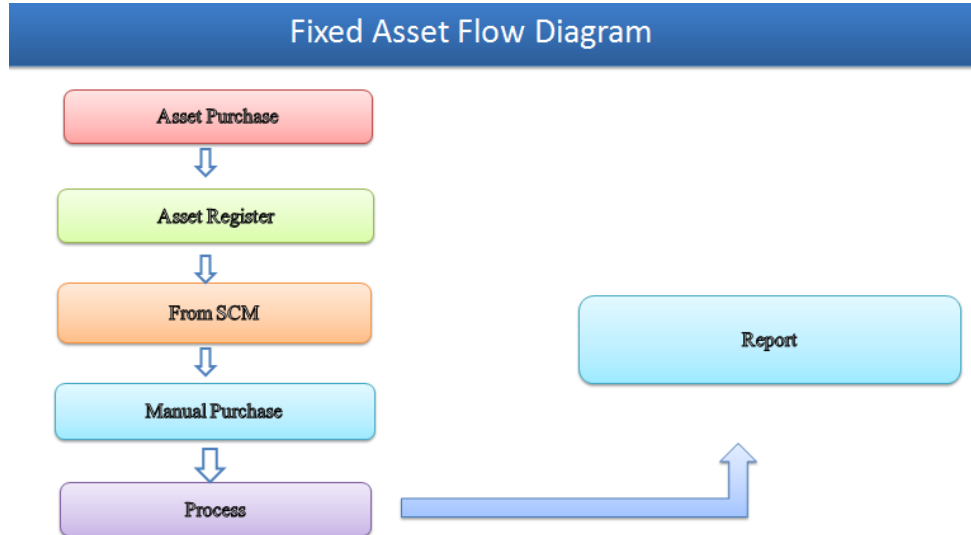 Fixed Asset Flow Diagram
Asset Purchase
Asset Register
From SCM
Manual Purchase
Process
Report